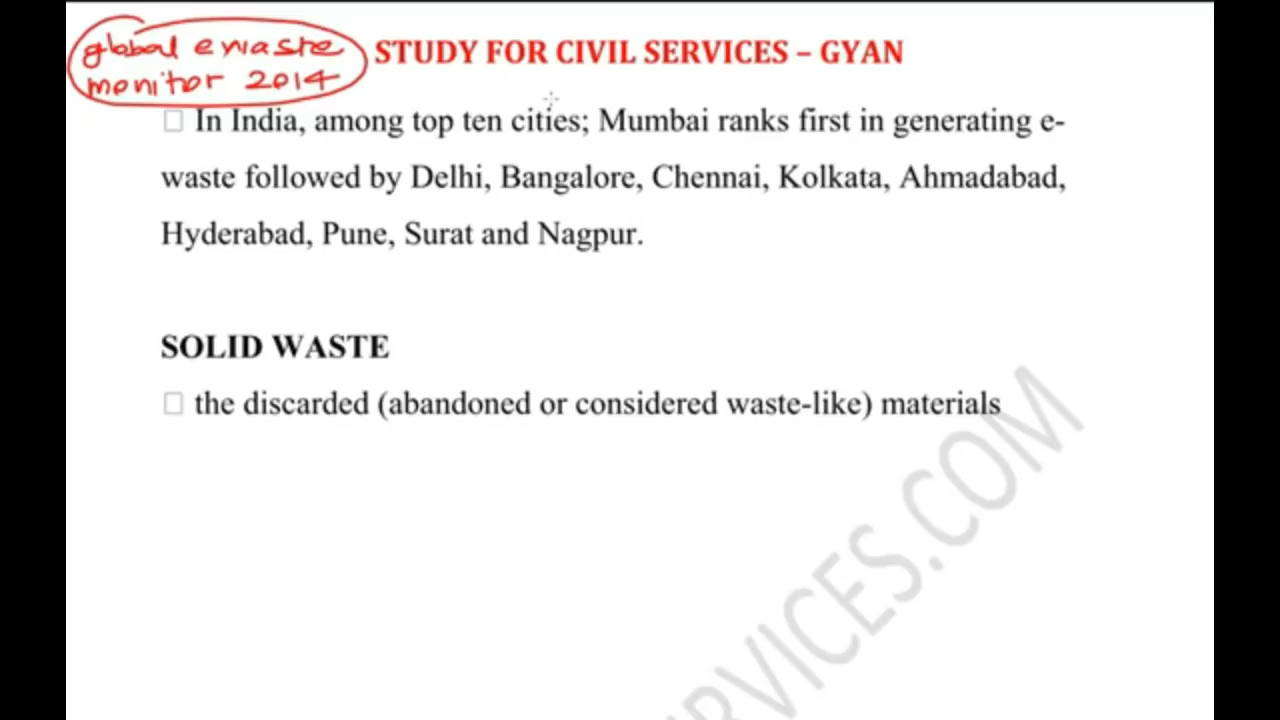 global e waste
monitor 2014
STUDY FOR CIVIL SERVICES – GYAN
In India, among top ten cities; Mumbai ranks first in generating e-
waste followed by Delhi, Bangalore, Chennai, Kolkata, Ahmadabad,
Hyderabad, Pune, Surat and Nagpur.
SOLID WASTE
the discarded (abandoned or considered waste-like) materials
RVICES.COM